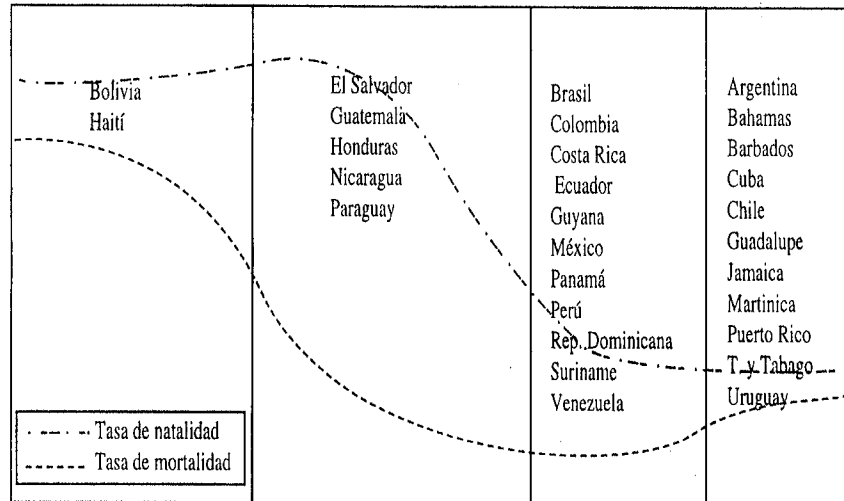 Bolivia
Haití
El Salvador
Guatemala
Honduras
Nicaragua
Paraguay
Brasil
Colombia
Costa Rica
Ecuador
Guyana
México
Panamá
Perú
Rep. Dominicana
Suriname
Venezuela
Argentina
Bahamas
Barbados
Cuba
Chile
Guadalupe
Jamaica
Martinica
Puerto Rico
T. y Tabago
Uruguay
Tasa de natalidad
Tasa de mortalidad